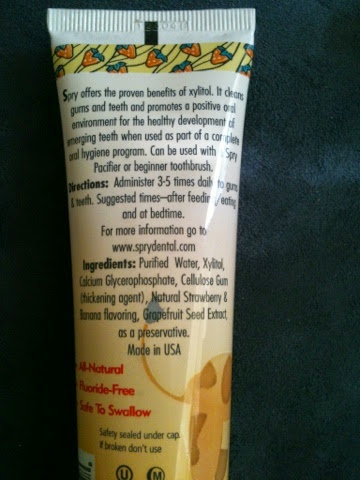 Spry offers the proven benefits of xylitol. It cleans
gums and teeth and promotes a positive oral
environment for the healthy development of
emerging teeth when used as part of a complete
oral hygiene program. Can be used with Spry
Pacifier or beginner toothbrush.
Directions: Administer 3-5 times daily to gums
& teeth. Suggested times—after feeding/eating
and at bedtime.
For more information go to
www.sprydental.com
Ingredients: Purified Water, Xylitol,
Calcium Glycerophosphate, Cellulose Gum
(thickening agent), Natural Strawberry &
Banana flavoring, Grapefruit Seed Extract,
as a preservative.
Made in USA
All-Natural
Fluoride-Free
Safe To Swallow
Safety sealed under cap.
If broken don't use
U M